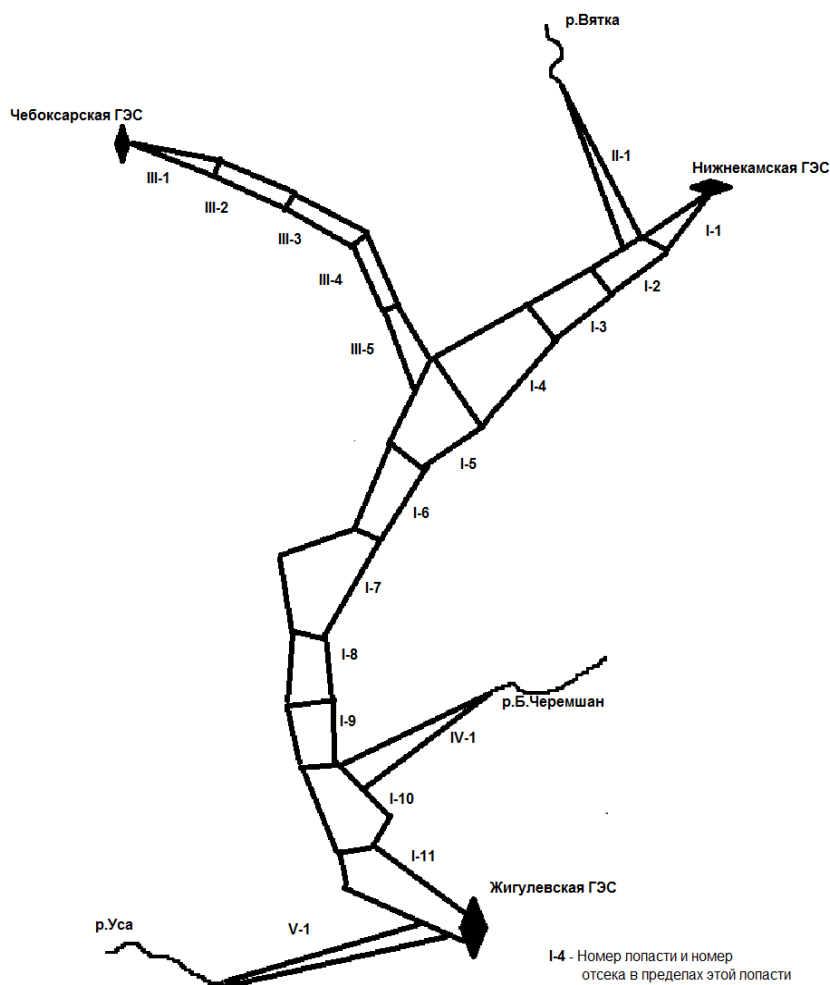 р.Вятка
Чебоксарская ГЭС
II-1
Нижнекамская ГЭС
III-1
I-1
III-2
III-3
I-2
III-4
I-3
III-5
I-4
I-5
I-6
I-7
I-8
р.Б.Черемшан
I-9
IV-1
I-10
I-11
Жигулевская ГЭС
р.Уса
V-1
I-4 - Номер лопасти и номер
отсека в пределах этой лопасти